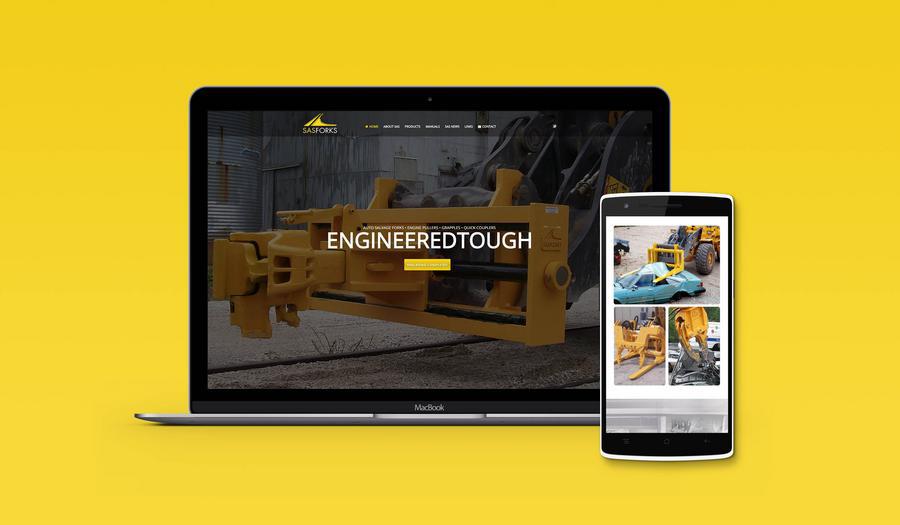 SASFORKS
HOME ABOUT SAS PRODUCTS MANUALS SAS NEWS LINKS CONTACT
AUTO SALVAGE FORKS • ENGINE PULLERS • GRAPPLES • QUICK COUPLERS
ENGINEEREDTOUGH
MacBook